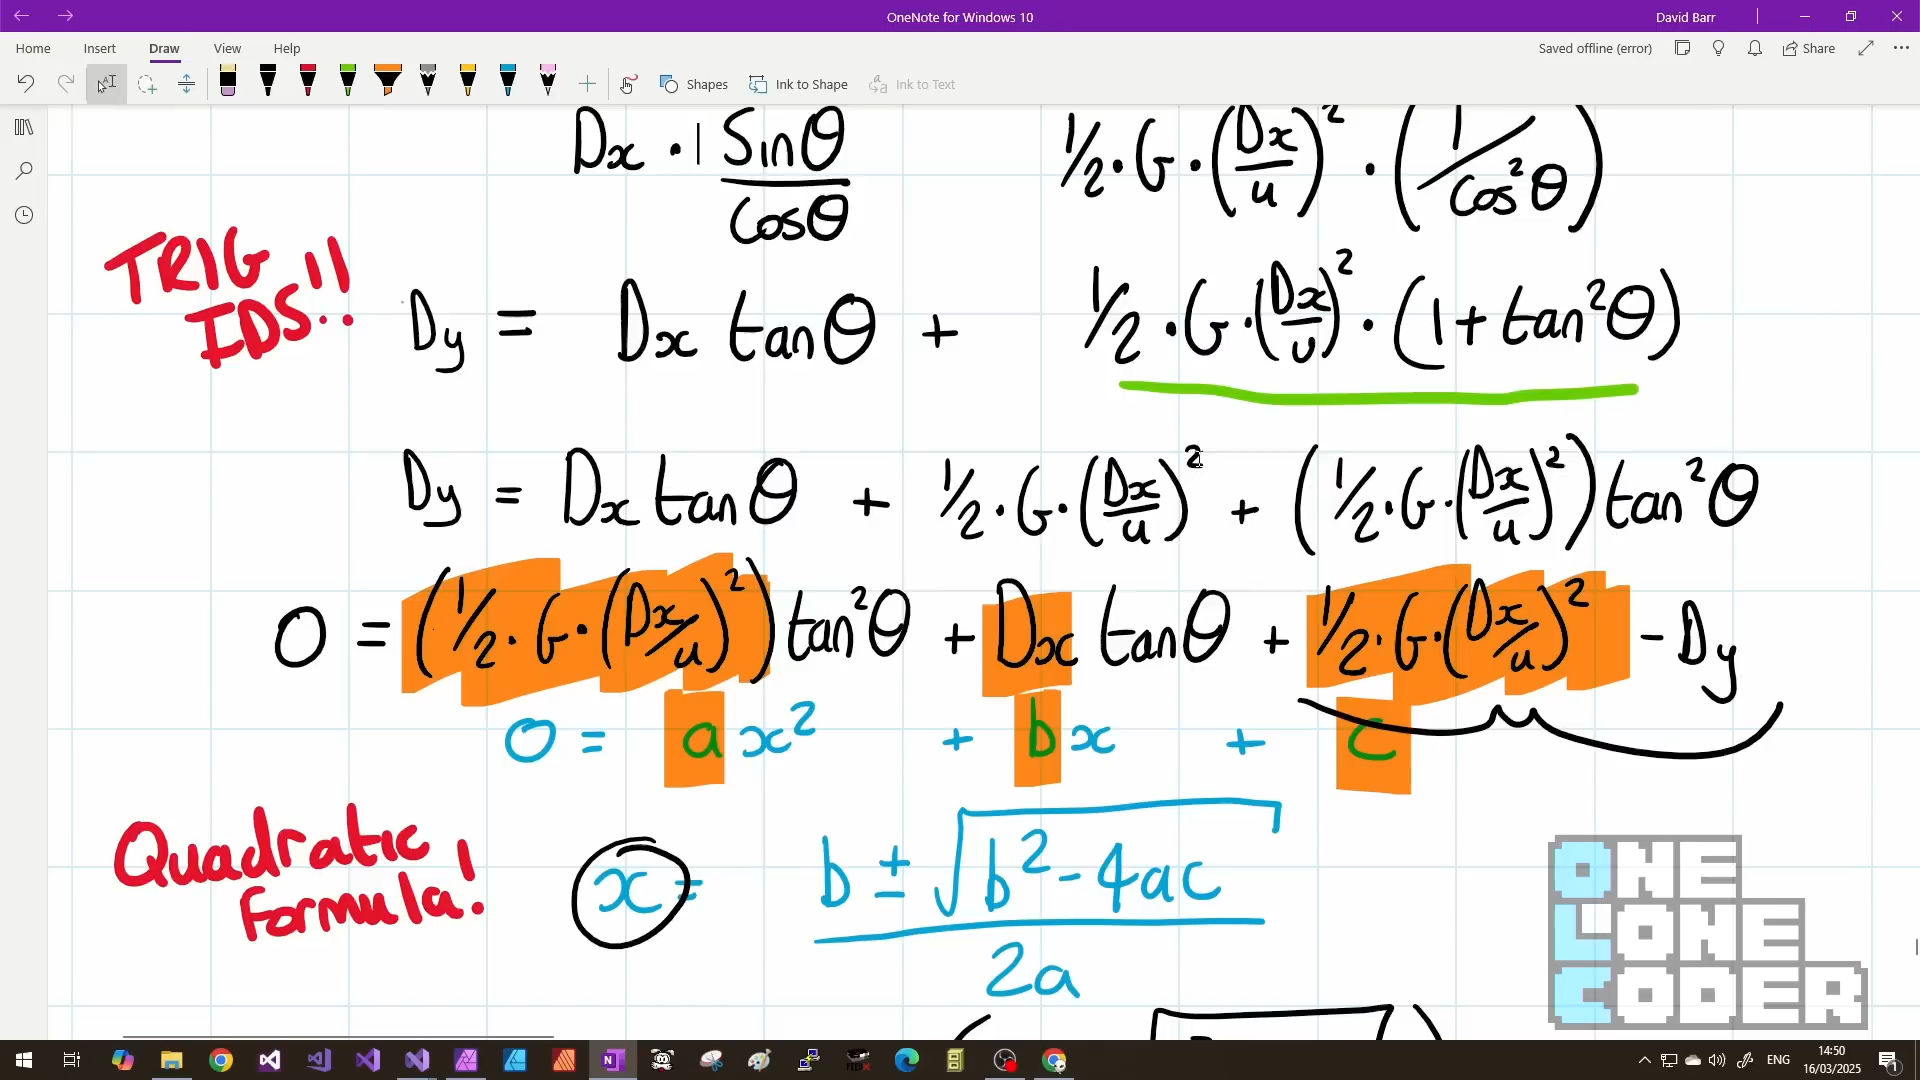 OneNote for Windows 10
David Barr
Home Insert Draw View Help
Saved offline (error)
Share
Shapes
Ink to Shape
Ink to Text
Dx · | Sinθ / Cosθ
1/2 · G · (Dx/u)² · (1/Cos²θ)
TRIG IDS!!
Dy = Dx tanθ + 1/2 · G · (Dx/u)² · (1 + tan²θ)
Dy = Dx tanθ + 1/2 · G · (Dx/u)² + (1/2 · G · (Dx/u)²) tan²θ
0 = (1/2 · G · (Dx/u)²) tan²θ + Dx tanθ + 1/2 · G · (Dx/u)² - Dy
0 = ax² + bx + c
Quadratic formula!
x = b ± √b² - 4ac / 2a
ONE
LONE
CODER
ENG
14:50
16/03/2025